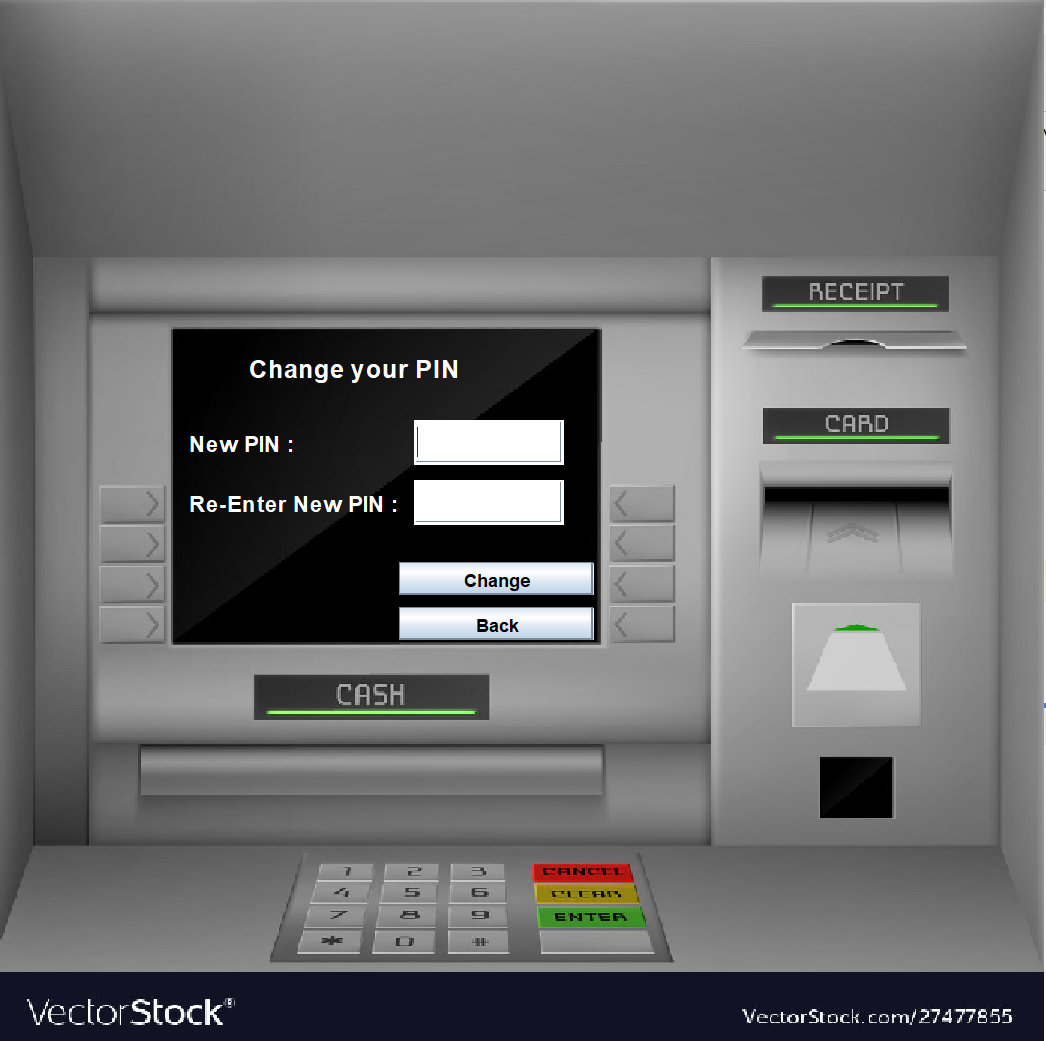 RECEIPT
Change your PIN
CARD
New PIN :
Re-Enter New PIN :
Change
Back
CASH
1 2 3 CANCEL
4 5 6 CLEAR
7 8 9 ENTER
* 0 #
VectorStock®
VectorStock.com/27477855